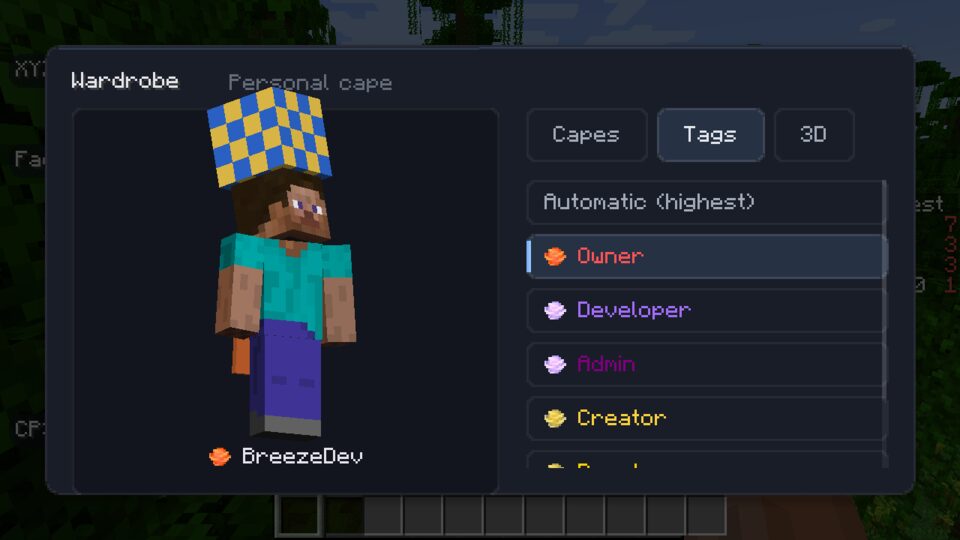 Wardrobe
Personal cape
Capes
Tags
3D
Automatic (highest)
Owner
Developer
Admin
Creator
BreezeDev